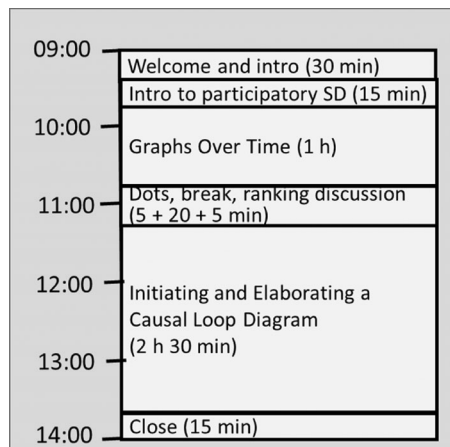 09:00
Welcome and intro (30 min)
Intro to participatory SD (15 min)
10:00
Graphs Over Time (1 h)
Dots, break, ranking discussion
11:00
(5 + 20 + 5 min)
12:00
Initiating and Elaborating a
Causal Loop Diagram
(2 h 30 min)
13:00
Close (15 min)
14:00